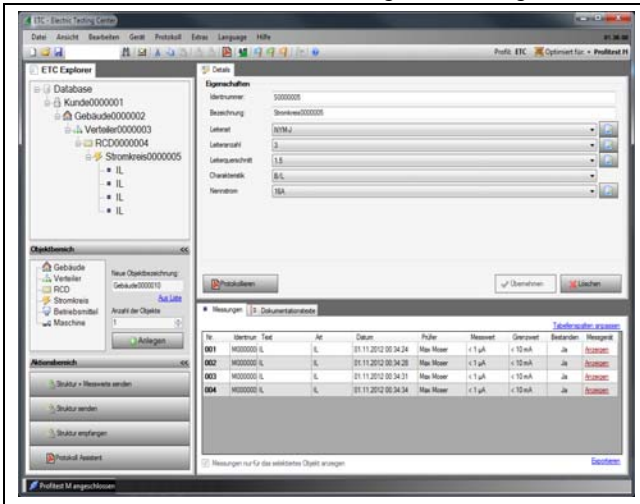 ETC - Electric Testing Center
Datei Ansicht Bearbeiten Gerät Protokoll Extras Language Hilfe
Profil: ETC Optimiert für: - Profitest M
ETC Explorer
Database
Kunde0000001
Gebäude0000002
Verteiler0000003
RCD0000004
Stromkreis0000005
IL
IL
IL
IL
Objektbereich
Gebäude
Verteiler
RCD
Stromkreis
Betriebsmittel
Maschine
Neue Objektbezeichnung:
Gebäude0000010
Aus Liste
Anzahl der Objekte
1
Anlegen
Aktionsbereich
Struktur + Messwerte senden
Struktur senden
Struktur empfangen
Protokoll Assistent
Details
Eigenschaften
Identnummer: S0000005
Bezeichnung: Stromkreis0000005
Leiterart NYM-J
Leiteranzahl 3
Leiterquerschnitt 1.5
Charakteristik B/L
Nennstrom 16A
Protokollieren
Übernehmen
Löschen
Messungen Dokumentationstexte
Tabellenspalten anpassen
Nr. Identnum Text Art Datum Prüfer Messwert Grenzwert Bestanden Messgerät
001 M000000 IL IL 01.11.2012 00:34:24 Max Moser < 1 µA < 10 mA Ja Anzeigen
002 M000000 IL IL 01.11.2012 00:34:28 Max Moser < 1 µA < 10 mA Ja Anzeigen
003 M000000 IL IL 01.11.2012 00:34:31 Max Moser < 1 µA < 10 mA Ja Anzeigen
004 M000000 IL IL 01.11.2012 00:34:34 Max Moser < 1 µA < 10 mA Ja Anzeigen
Messungen nur für das selektierte Objekt anzeigen
Exportieren
Profitest M angeschlossen